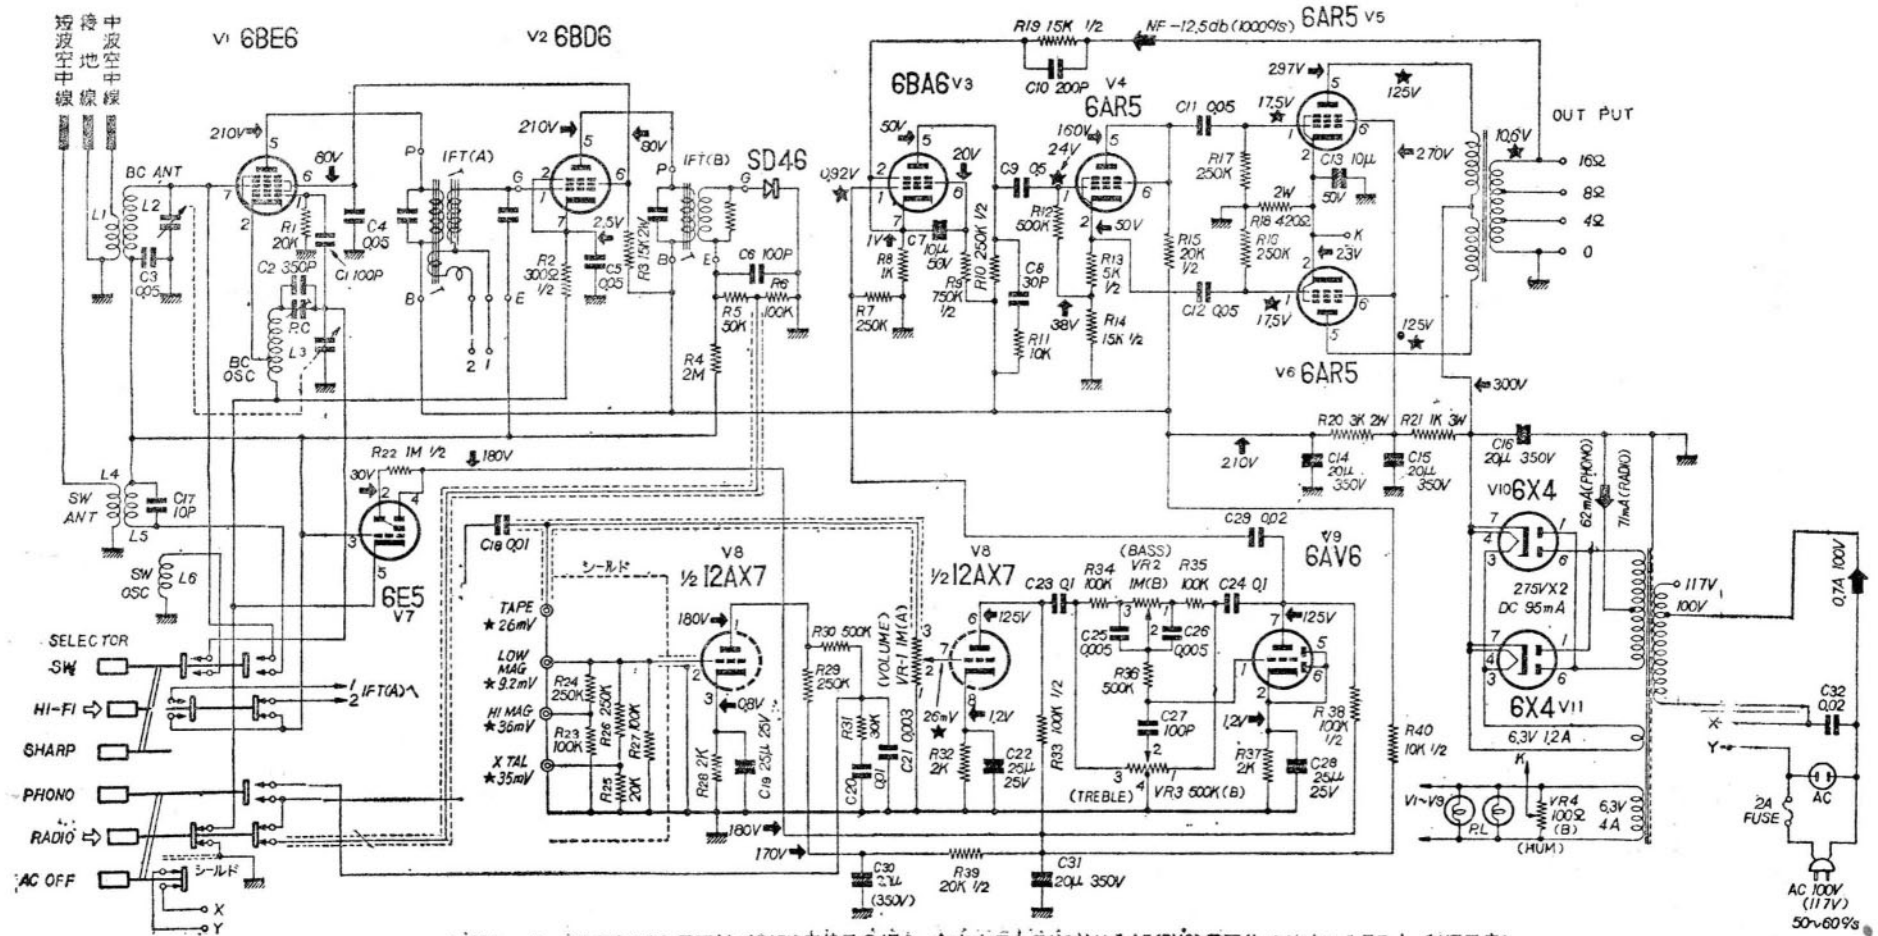 短波空中線
接地線
中波空中線
V1 6BE6
V2 6BD6
210V
80V
BC ANT
L1
L2
C3
0.05
7
5
6
1
2
R1
20K
C2 350P
C1 100P
C4
0.05
P.C
L3
BC
OSC
P
IFT(A)
G
B
E
2 1
210V
80V
2.5V
R2
300Ω
1/2
C5
0.05
R3 15K 2W
P
IFT(B)
G
B
E
SD46
C6 100P
R5
50K
R6
100K
R4
2M
R19 15K 1/2
C10 200P
NF -12.5db (1000%s)
6BA6 V3
50V
20V
0.92V
1V
R8
1K
C7
10μ
50V
R7
250K
R9
750K
1/2
R10 250K 1/2
C9 0.5
C8
30P
R11
10K
V4
6AR5
160V
24V
R12
500K
50V
R13
5K
1/2
38V
R14
15K 1/2
R15
20K
1/2
C11 0.05
C12 0.05
R17
250K
2W
R18 420Ω
R16
250K
6AR5 V5
297V
125V
17.5V
C13 10μ
50V
270V
K
23V
17.5V
125V
V6 6AR5
10.6V
OUT PUT
16Ω
8Ω
4Ω
0
300V
R20 3K 2W
R21 1K 3W
210V
C14
20μ
350V
C15
20μ
350V
C16
20μ 350V
62mA(PHONO)
71mA(RADIO)
L4
SW
ANT
C17
10P
L5
SW
OSC
L6
R22 1M 1/2
180V
30V
6E5
V7
SELECTOR
SW
HI-FI
SHARP
PHONO
RADIO
AC OFF
1
2
IFT(A)へ
シールド
X
Y
C18 0.01
シールド
TAPE
★26mV
LOW
MAG
★9.2mV
HI MAG
★36mV
X TAL
★35mV
V8
1/2 12AX7
180V
0.8V
R24
250K
R23
100K
R26 250K
R27 100K
R25
20K
R28 2K
C19 25μ 25V
R30 500K
R29
250K
R31
30K
C20
0.01
C21 0.003
(VOLUME)
VR-1 1M(A)
V8
1/2 12AX7
125V
26mV
1.2V
R32
2K
C22
25μ
25V
R33 100K 1/2
C23 0.1
R34
100K
(BASS)
VR2
1M(B)
R35
100K
C24 0.1
C25
0.005
C26
0.005
R36
500K
C27
100P
(TREBLE)
VR3 500K(B)
C29 0.02
V9
6AV6
125V
1.2V
R37
2K
C28
25μ
25V
R38
100K
1/2
R40
10K 1/2
180V
170V
C30
(350V)
R39
20K 1/2
C31
20μ 350V
V10 6X4
275V×2
DC 95mA
6X4 V11
6.3V 1.2A
117V
100V
0.7A 100V
C32
0.02
X
Y
K
V1~V9
P.L
VR4
100Ω
(B)
(HUM)
6.3V
4A
AC
2A
FUSE
AC 100V
(117V)
50~60%s